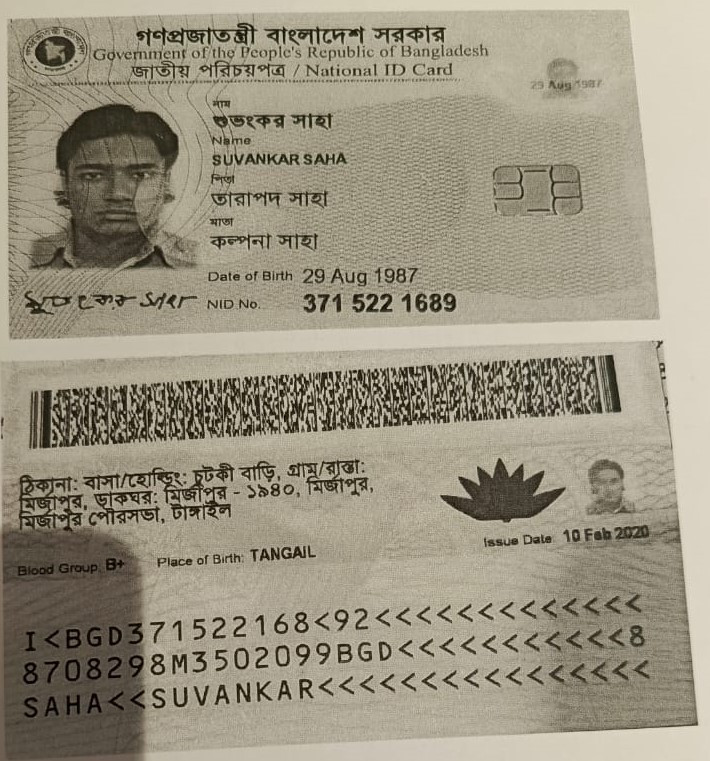 গণপ্রজাতন্ত্রী বাংলাদেশ সরকার
Government of the People's Republic of Bangladesh
জাতীয় পরিচয়পত্র / National ID Card
29 Aug 1987
নাম
শুভংকর সাহা
Name
SUVANKAR SAHA
পিতা
তারাপদ সাহা
মাতা
কল্পনা সাহা
Date of Birth 29 Aug 1987
শুভংকর সাহা NID No. 371 522 1689
ঠিকানা: বাসা/হোল্ডিং: চুটকী বাড়ি, গ্রাম/রাস্তা:
মির্জাপুর, ডাকঘর: মির্জাপুর - ১৯৪০, মির্জাপুর,
মির্জাপুর পৌরসভা, টাঙ্গাইল
Blood Group: B+ Place of Birth: TANGAIL Issue Date: 10 Feb 2020
I<BGD371522168<92<<<<<<<<<<<<<
8708298M3502099BGD<<<<<<<<<<<8
SAHA<<SUVANKAR<<<<<<<<<<<<<<<<